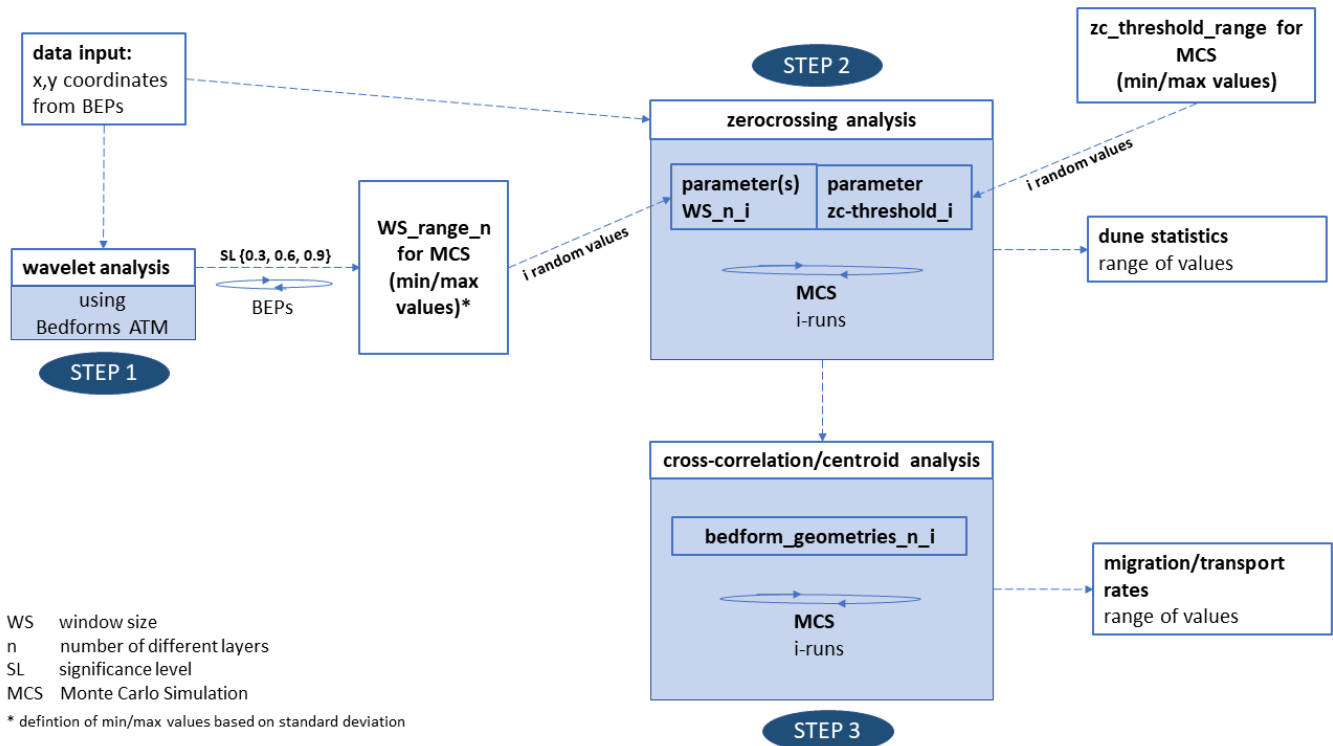 data input:
x,y coordinates
from BEPs
STEP 2
zc_threshold_range for
MCS
(min/max values)
zerocrossing analysis
parameter(s)
WS_n_i
parameter
zc-threshold_i
i random values
WS_range_n
for MCS
(min/max
values)*
i random values
wavelet analysis
using
Bedforms ATM
SL {0.3, 0.6, 0.9}
BEPs
STEP 1
MCS
i-runs
dune statistics
range of values
cross-correlation/centroid analysis
bedform_geometries_n_i
MCS
i-runs
migration/transport
rates
range of values
STEP 3
WS window size
n number of different layers
SL significance level
MCS Monte Carlo Simulation
* defintion of min/max values based on standard deviation